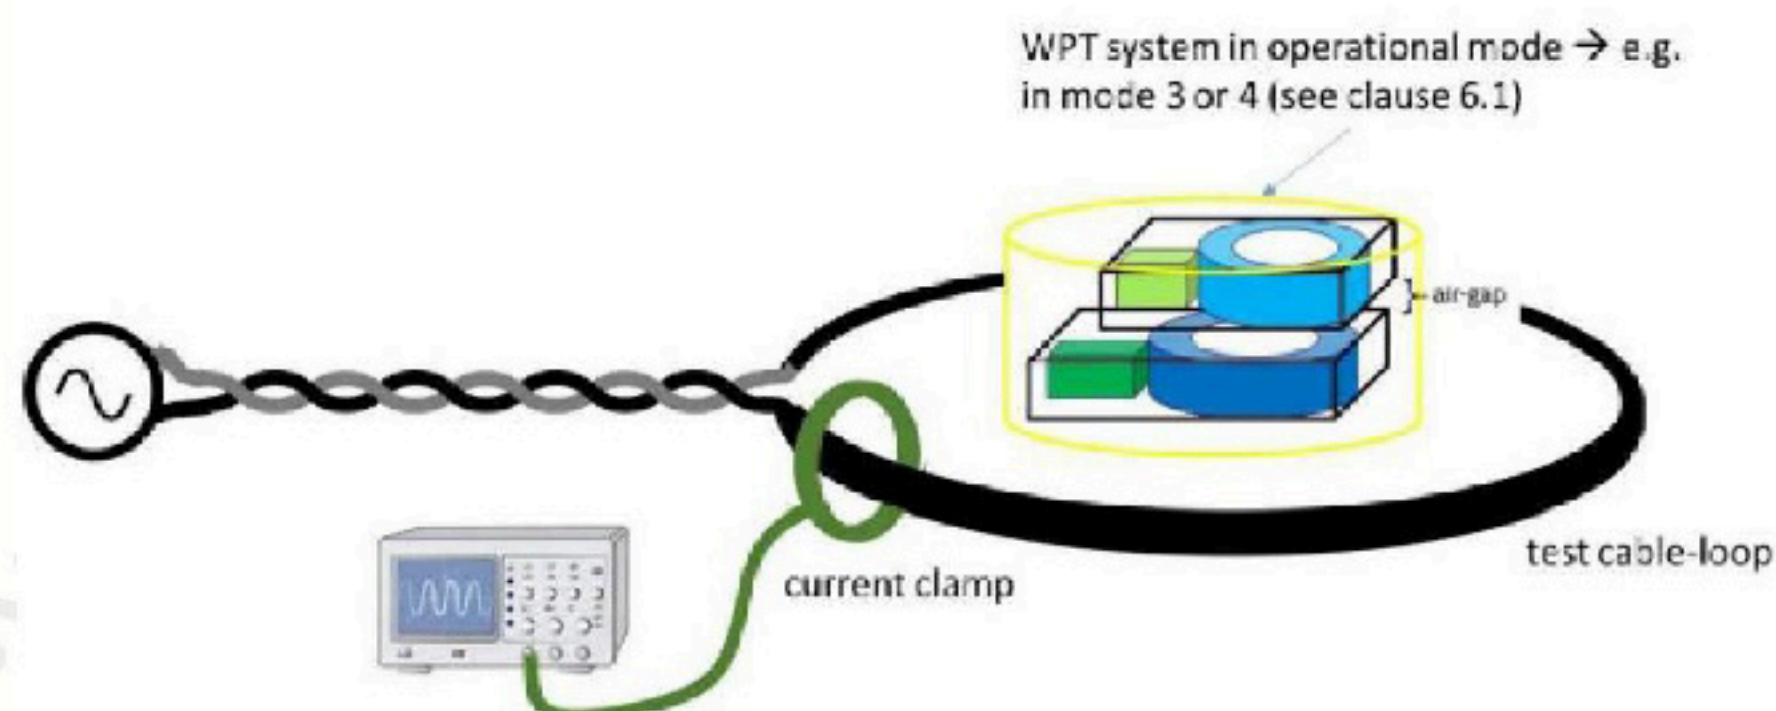 WPT system in operational mode → e.g.
in mode 3 or 4 (see clause 6.1)
air-gap
test cable-loop
current clamp